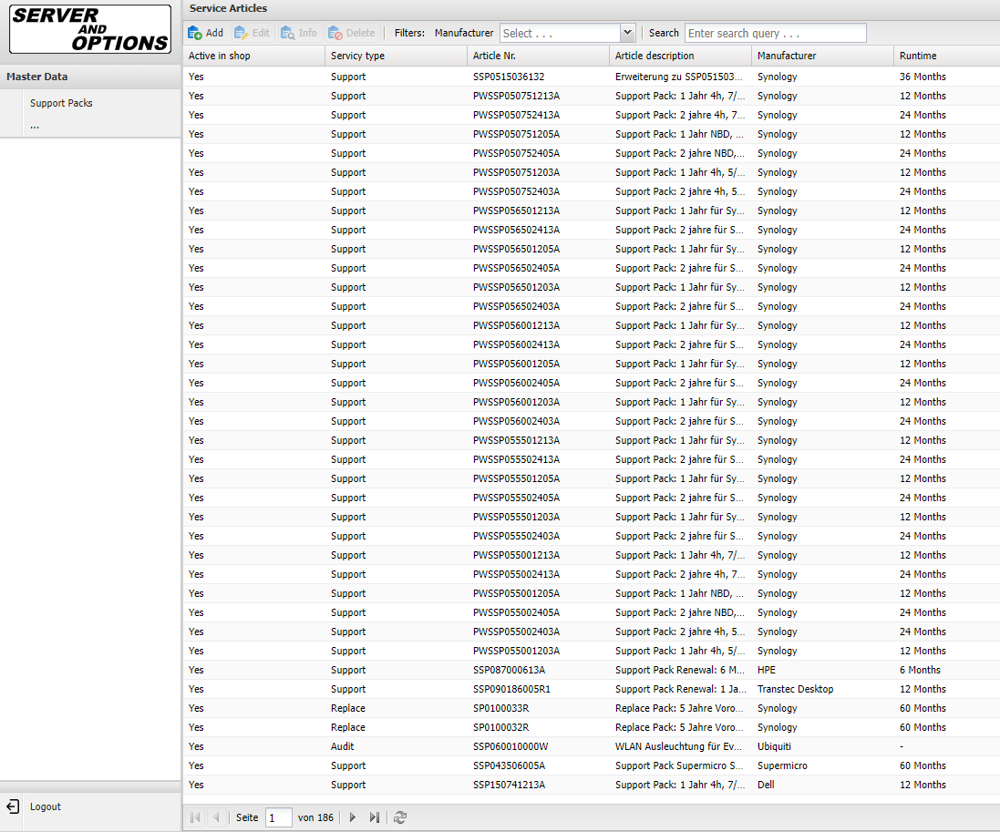 SERVER
AND
OPTIONS
Master Data
Support Packs
...
Logout
Service Articles
Add Edit Info Delete Filters: Manufacturer Select . . . Search Enter search query . . .
Active in shop Servicy type Article Nr. Article description Manufacturer Runtime
Yes Support SSP0515036132 Erweiterung zu SSP051503... Synology 36 Months
Yes Support PWSSP050751213A Support Pack: 1 Jahr 4h, 7/... Synology 12 Months
Yes Support PWSSP050752413A Support Pack: 2 jahre 4h, 7... Synology 24 Months
Yes Support PWSSP050751205A Support Pack: 1 Jahr NBD, ... Synology 12 Months
Yes Support PWSSP050752405A Support Pack: 2 jahre NBD,... Synology 24 Months
Yes Support PWSSP050751203A Support Pack: 1 Jahr 4h, 5/... Synology 12 Months
Yes Support PWSSP050752403A Support Pack: 2 jahre 4h, 5... Synology 24 Months
Yes Support PWSSP056501213A Support Pack: 1 Jahr für Sy... Synology 12 Months
Yes Support PWSSP056502413A Support Pack: 2 jahre für S... Synology 24 Months
Yes Support PWSSP056501205A Support Pack: 1 Jahr für Sy... Synology 12 Months
Yes Support PWSSP056502405A Support Pack: 2 jahre für S... Synology 24 Months
Yes Support PWSSP056501203A Support Pack: 1 Jahr für Sy... Synology 12 Months
Yes Support PWSSP056502403A Support Pack: 2 jahre für S... Synology 24 Months
Yes Support PWSSP056001213A Support Pack: 1 Jahr für Sy... Synology 12 Months
Yes Support PWSSP056002413A Support Pack: 2 jahre für S... Synology 24 Months
Yes Support PWSSP056001205A Support Pack: 1 Jahr für Sy... Synology 12 Months
Yes Support PWSSP056002405A Support Pack: 2 jahre für S... Synology 24 Months
Yes Support PWSSP056001203A Support Pack: 1 Jahr für Sy... Synology 12 Months
Yes Support PWSSP056002403A Support Pack: 2 jahre für S... Synology 24 Months
Yes Support PWSSP055501213A Support Pack: 1 Jahr für Sy... Synology 12 Months
Yes Support PWSSP055502413A Support Pack: 2 jahre für S... Synology 24 Months
Yes Support PWSSP055501205A Support Pack: 1 Jahr für Sy... Synology 12 Months
Yes Support PWSSP055502405A Support Pack: 2 jahre für S... Synology 24 Months
Yes Support PWSSP055501203A Support Pack: 1 Jahr für Sy... Synology 12 Months
Yes Support PWSSP055502403A Support Pack: 2 jahre für S... Synology 24 Months
Yes Support PWSSP055001213A Support Pack: 1 Jahr 4h, 7/... Synology 12 Months
Yes Support PWSSP055002413A Support Pack: 2 jahre 4h, 7... Synology 24 Months
Yes Support PWSSP055001205A Support Pack: 1 Jahr NBD, ... Synology 12 Months
Yes Support PWSSP055002405A Support Pack: 2 jahre NBD,... Synology 24 Months
Yes Support PWSSP055002403A Support Pack: 2 jahre 4h, 5... Synology 24 Months
Yes Support PWSSP055001203A Support Pack: 1 Jahr 4h, 5/... Synology 12 Months
Yes Support SSP087000613A Support Pack Renewal: 6 M... HPE 6 Months
Yes Support SSP090186005R1 Support Pack Renewal: 1 Ja... Transtec Desktop 12 Months
Yes Replace SP0100033R Replace Pack: 5 Jahre Voro... Synology 60 Months
Yes Replace SP0100032R Replace Pack: 5 Jahre Voro... Synology 60 Months
Yes Audit SSP060010000W WLAN Ausleuchtung für Ev... Ubiquiti -
Yes Support SSP043506005A Support Pack Supermicro S... Supermicro 60 Months
Yes Support SSP150741213A Support Pack: 1 Jahr 4h, 7/... Dell 12 Months
Seite 1 von 186